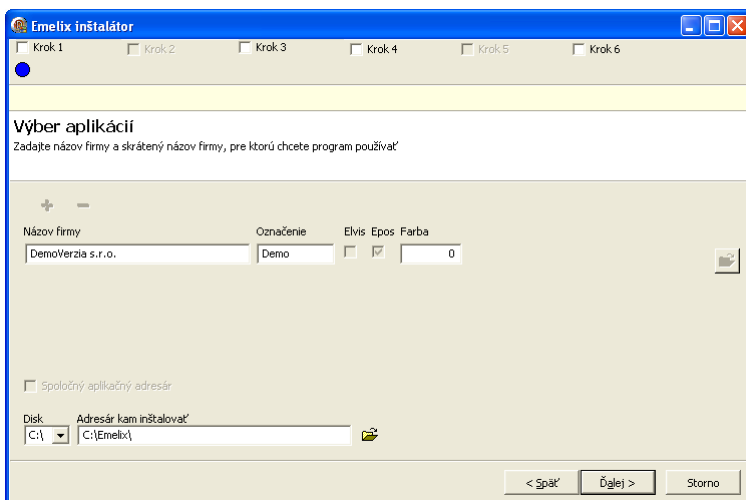 Emelix inštalátor
Krok 1 Krok 2 Krok 3 Krok 4 Krok 5 Krok 6
Výber aplikácií
Zadajte názov firmy a skrátený názov firmy, pre ktorú chcete program používať
Názov firmy Označenie Elvis Epos Farba
DemoVerzia s.r.o. Demo 0
Spoločný aplikačný adresár
Disk Adresár kam inštalovať
C:\ C:\Emelix\
< Späť Ďalej > Storno